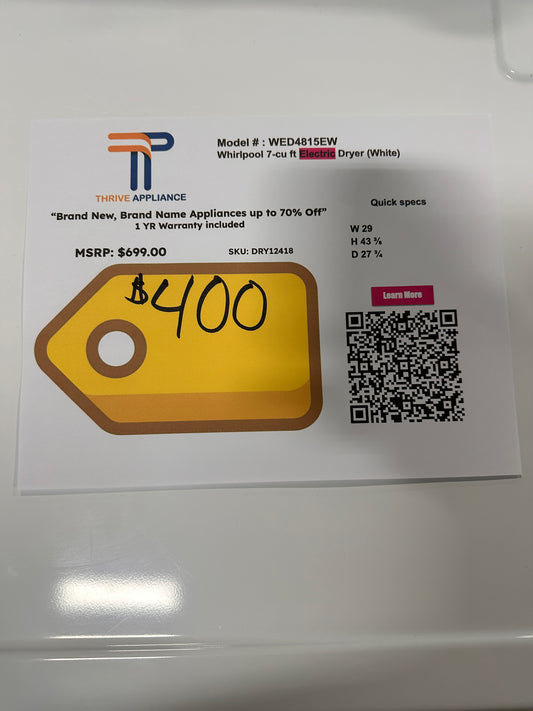 TP
THRIVE APPLIANCE
Model # : WED4815EW
Whirlpool 7-cu ft Electric Dryer (White)
“Brand New, Brand Name Appliances up to 70% Off”
1 YR Warranty included
MSRP: $699.00
SKU: DRY12418
$400
Quick specs
W 29
H 43 ⅜
D 27 ¾
Learn More